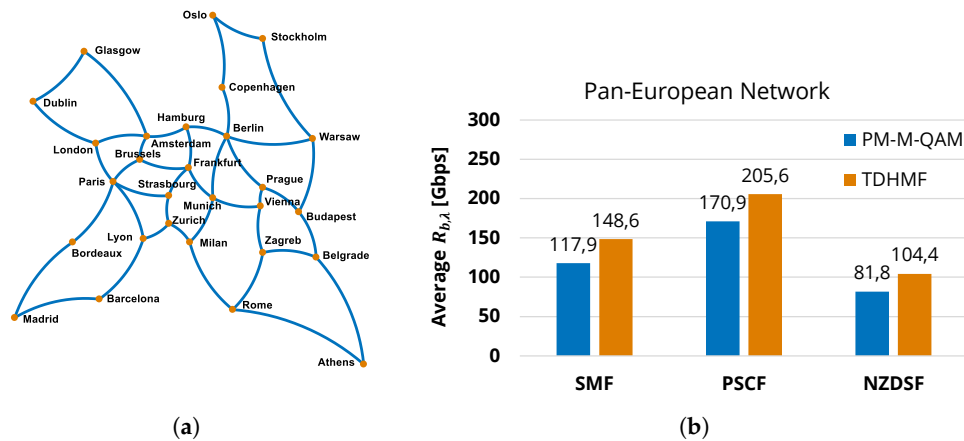 (a)
Oslo
Stockholm
Glasgow
Copenhagen
Dublin
Hamburg
Berlin
Warsaw
London
Amsterdam
Brussels
Frankfurt
Paris
Strasbourg
Prague
Munich
Vienna
Budapest
Zurich
Lyon
Milan
Zagreb
Bordeaux
Belgrade
Barcelona
Rome
Madrid
Athens
(b)
Pan-European Network
Average R_{b,λ} [Gbps]
300
250
200
150
100
50
0
PM-M-QAM
TDHMF
117,9
148,6
170,9
205,6
81,8
104,4
SMF
PSCF
NZDSF
(a)
(b)